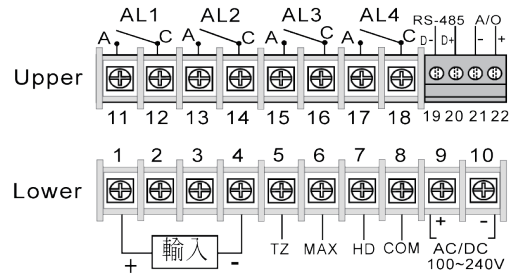 AL1 AL2 AL3 AL4 RS-485 A/O
A C A C A C A C D- D+ - +
Upper
11 12 13 14 15 16 17 18 19 20 21 22
1 2 3 4 5 6 7 8 9 10
Lower
+ 輸入 - TZ MAX HD COM + -
AC/DC
100~240V